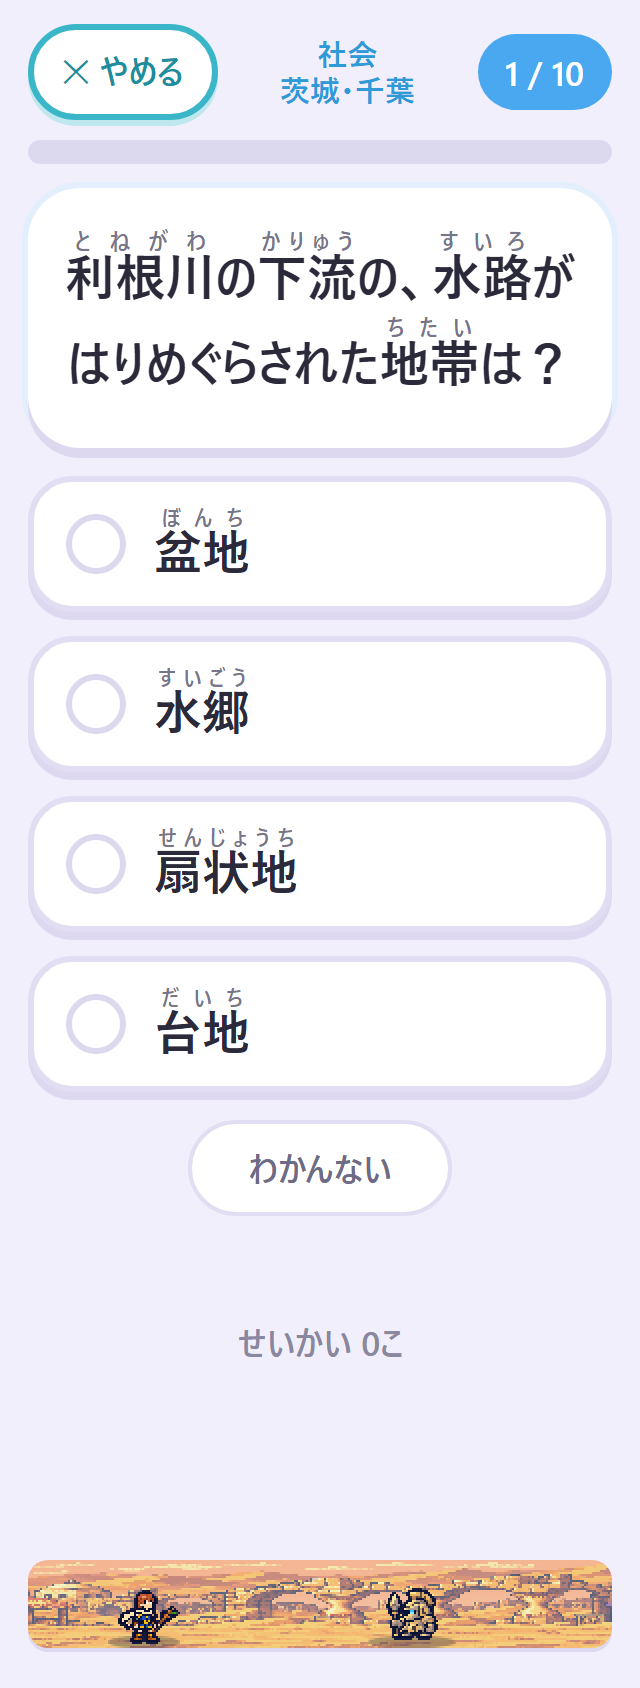 × やめる
社会
茨城・千葉
1 / 10
とねがわ かりゅう すいろ
利根川の下流の、水路が
ちたい
はりめぐらされた地帯は？
ぼんち
盆地
すいごう
水郷
せんじょうち
扇状地
だいち
台地
わかんない
せいかい 0こ